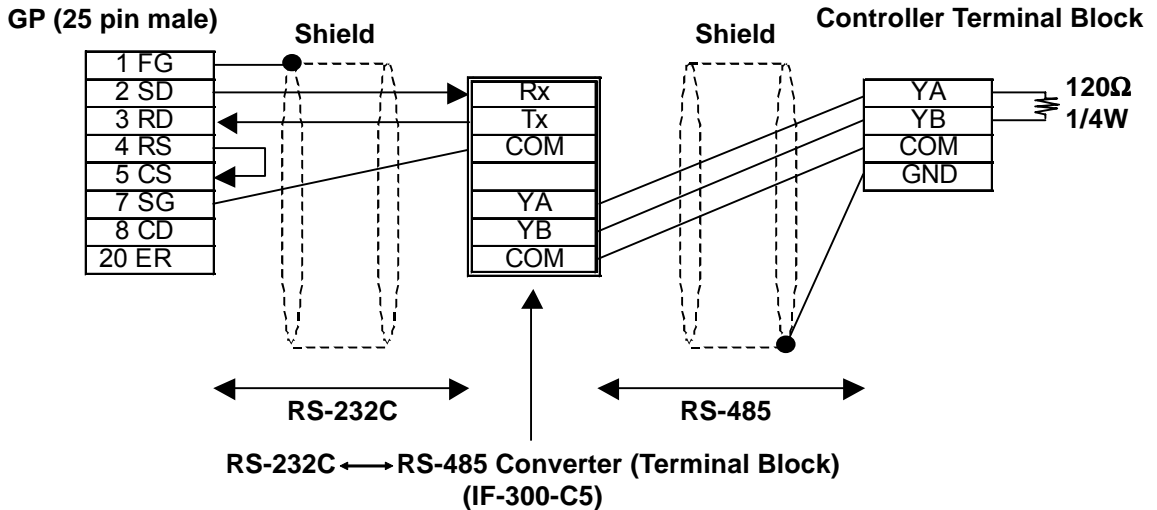 GP (25 pin male)
Shield
Shield
Controller Terminal Block
1 FG
2 SD
3 RD
4 RS
5 CS
7 SG
8 CD
20 ER
Rx
Tx
COM
YA
YB
COM
YA
YB
COM
GND
120Ω
1/4W
RS-232C
RS-485
RS-232C ←→ RS-485 Converter (Terminal Block)
(IF-300-C5)